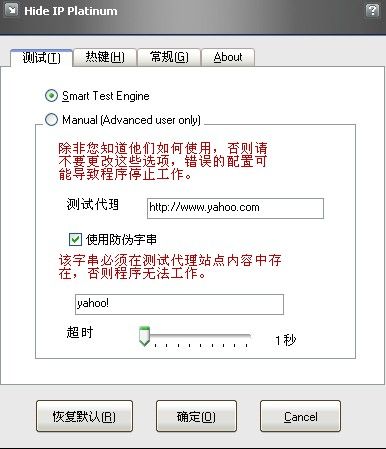 Hide IP Platinum
测试(T) 热键(H) 常规(G) About
Smart Test Engine
Manual (Advanced user only)
除非您知道他们如何使用，否则请
不要更改这些选项，错误的配置可
能导致程序停止工作。
测试代理 http://www.yahoo.com
使用防伪字串
该字串必须在测试代理站点内容中存
在，否则程序无法工作。
yahoo!
超时 1秒
恢复默认(R) 确定(O) Cancel